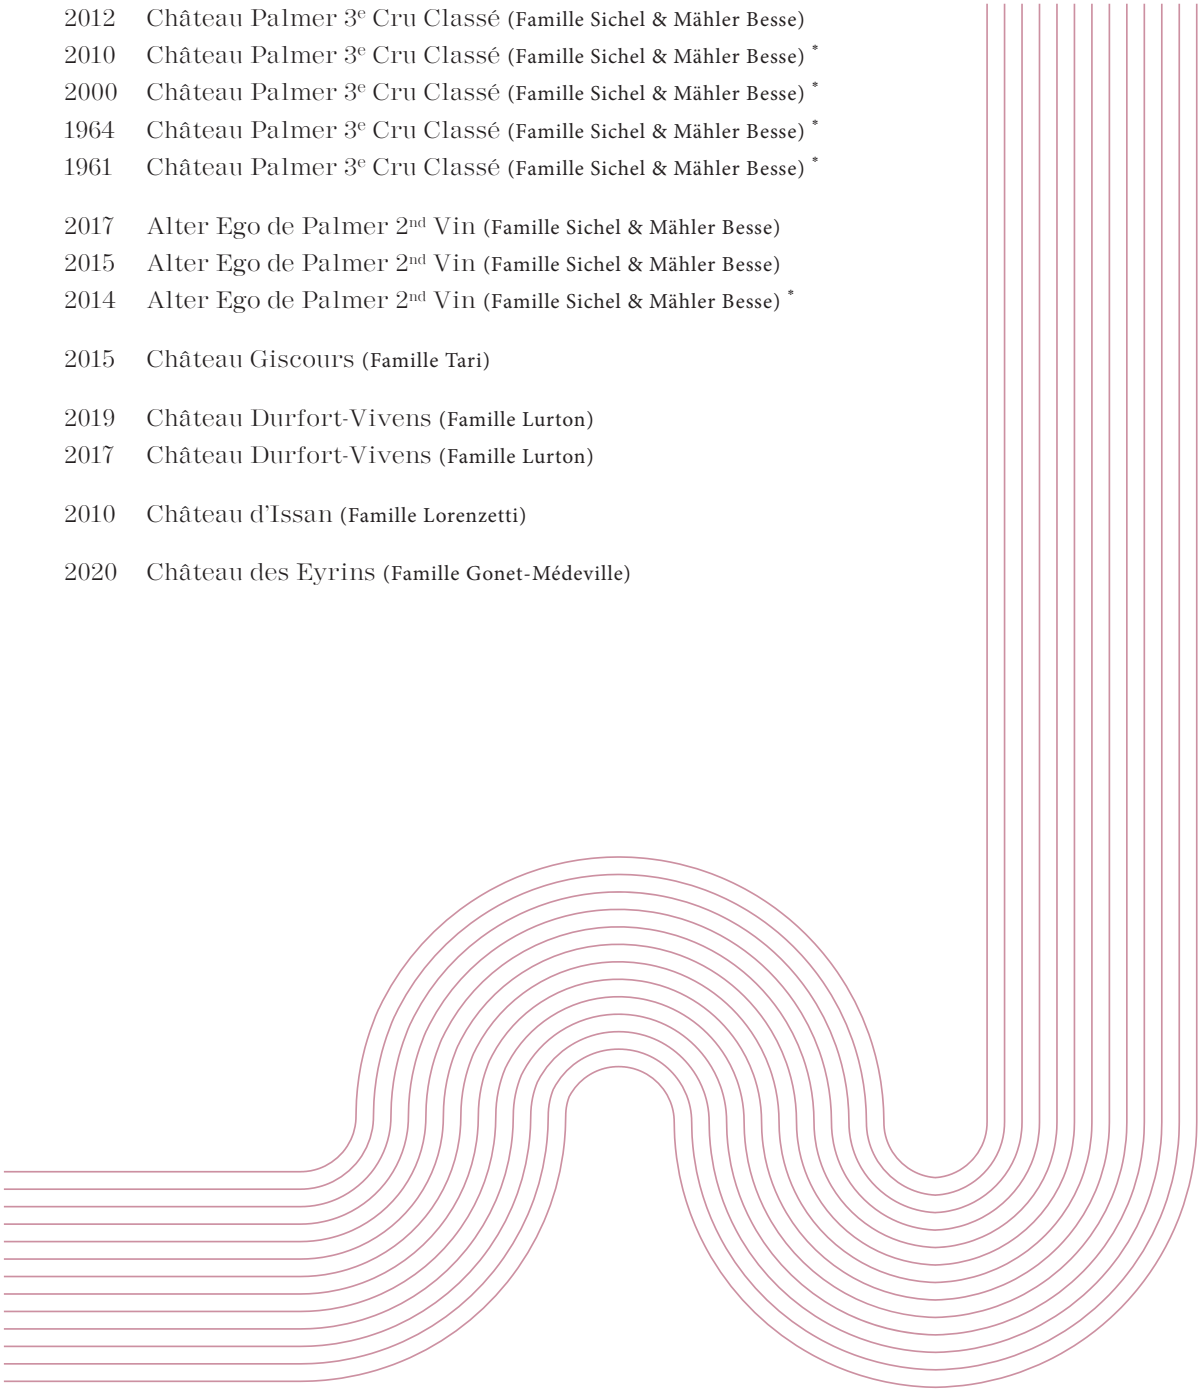 2012 Château Palmer 3e Cru Classé (Famille Sichel & Mähler Besse)
2010 Château Palmer 3e Cru Classé (Famille Sichel & Mähler Besse) *
2000 Château Palmer 3e Cru Classé (Famille Sichel & Mähler Besse) *
1964 Château Palmer 3e Cru Classé (Famille Sichel & Mähler Besse) *
1961 Château Palmer 3e Cru Classé (Famille Sichel & Mähler Besse) *
2017 Alter Ego de Palmer 2nd Vin (Famille Sichel & Mähler Besse)
2015 Alter Ego de Palmer 2nd Vin (Famille Sichel & Mähler Besse)
2014 Alter Ego de Palmer 2nd Vin (Famille Sichel & Mähler Besse) *
2015 Château Giscours (Famille Tari)
2019 Château Durfort-Vivens (Famille Lurton)
2017 Château Durfort-Vivens (Famille Lurton)
2010 Château d'Issan (Famille Lorenzetti)
2020 Château des Eyrins (Famille Gonet-Médeville)